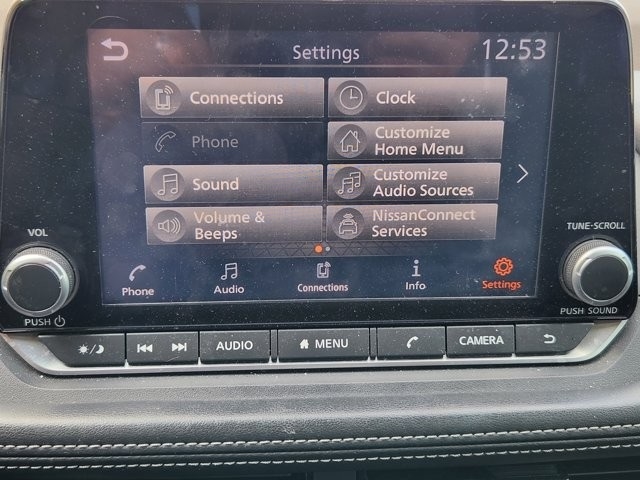 Settings
12:53
Connections
Clock
Phone
Customize
Home Menu
Sound
Customize
Audio Sources
Volume &
Beeps
NissanConnect
Services
Phone
Audio
Connections
Info
Settings
VOL
PUSH
TUNE·SCROLL
PUSH SOUND
AUDIO
MENU
CAMERA